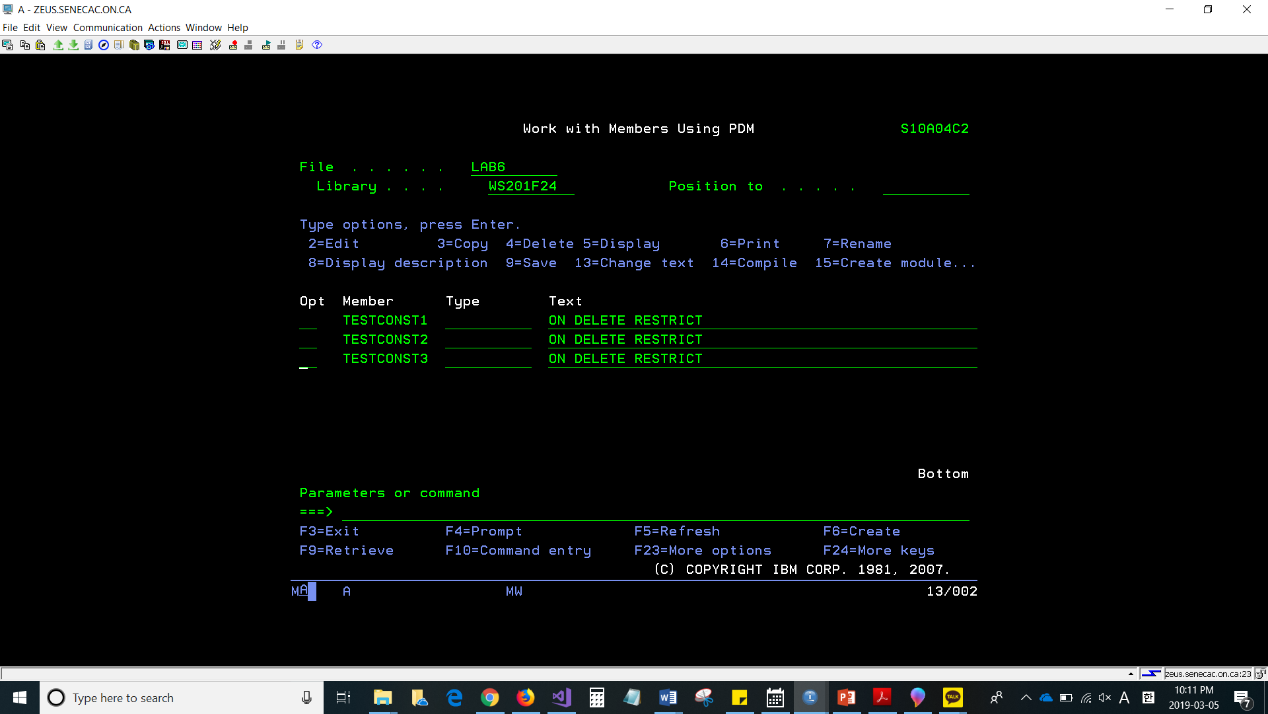 A - ZEUS.SENECAC.ON.CA
File Edit View Communication Actions Window Help
Work with Members Using PDM S10A04C2
File . . . . . . LAB6
Library . . . . WS201F24 Position to . . . . .
Type options, press Enter.
2=Edit 3=Copy 4=Delete 5=Display 6=Print 7=Rename
8=Display description 9=Save 13=Change text 14=Compile 15=Create module...
Opt Member Type Text
TESTCONST1 ON DELETE RESTRICT
TESTCONST2 ON DELETE RESTRICT
TESTCONST3 ON DELETE RESTRICT
Bottom
Parameters or command
===>
F3=Exit F4=Prompt F5=Refresh F6=Create
F9=Retrieve F10=Command entry F23=More options F24=More keys
(C) COPYRIGHT IBM CORP. 1981, 2007.
MA A MW 13/002
zeus.senecac.on.ca:23
Type here to search
TALK
A
10:11 PM
2019-03-05
7